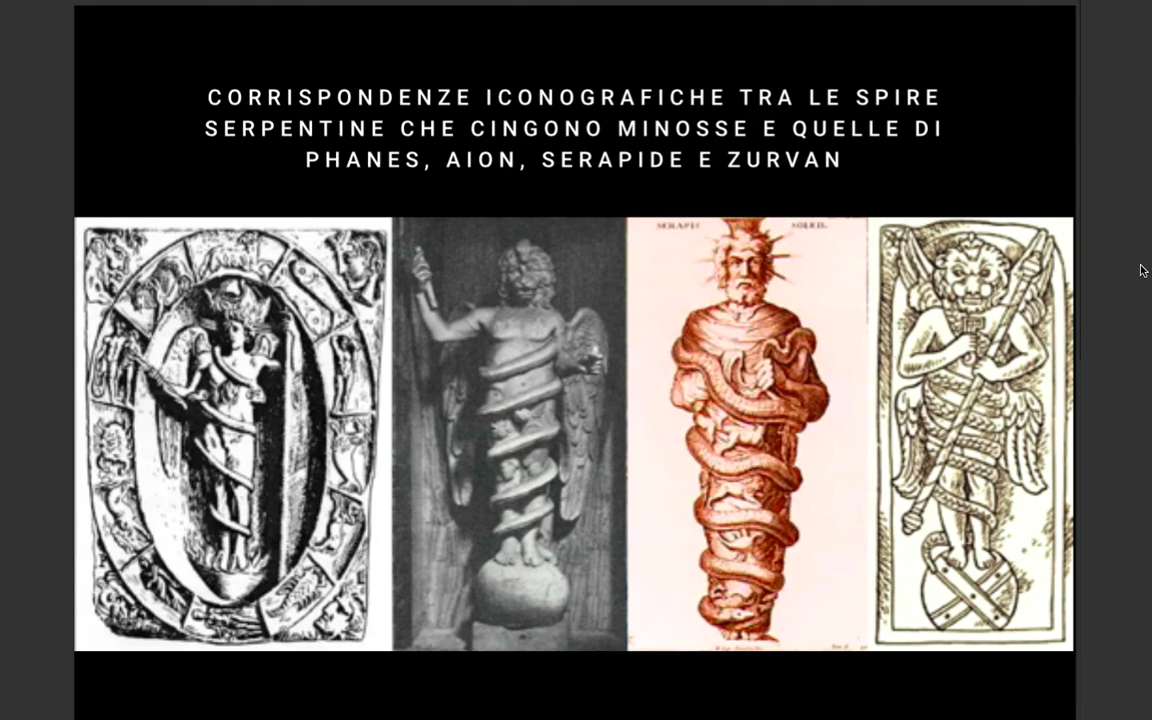 CORRISPONDENZE ICONOGRAFICHE TRA LE SPIRE
SERPENTINE CHE CINGONO MINOSSE E QUELLE DI
PHANES, AION, SERAPIDE E ZURVAN
SERAPIS SOLEIL.